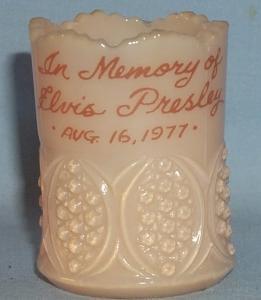 In Memory of
Elvis Presley
· AUG. 16, 1977 ·